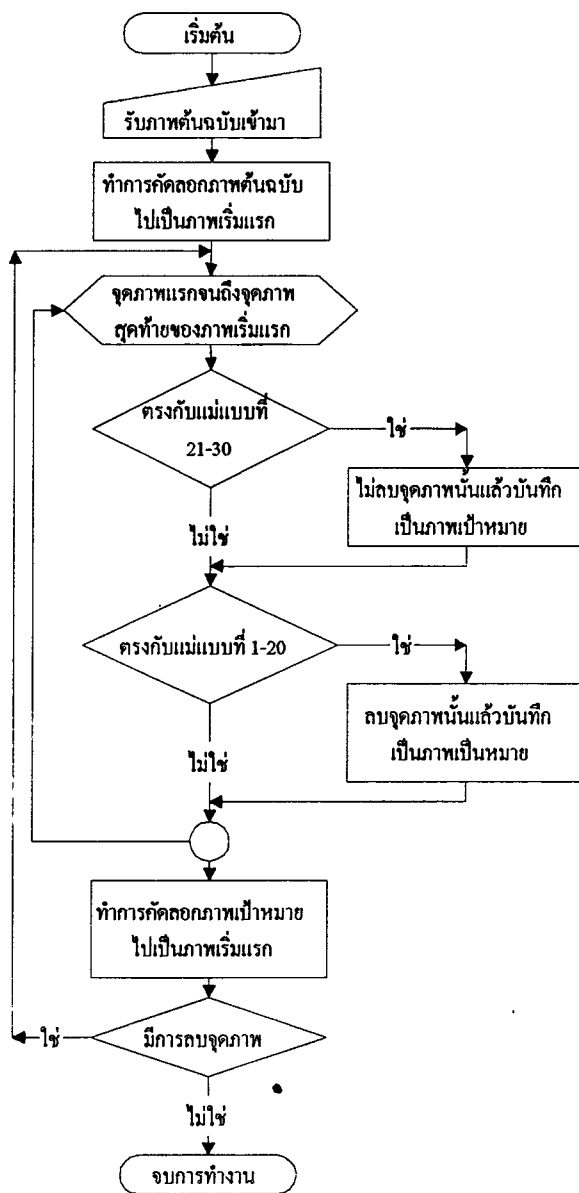 เริ่มต้น
รับภาพต้นฉบับเข้ามา
ทำการคัดลอกภาพต้นฉบับ
ไปเป็นภาพเริ่มแรก
จุดภาพแรกจนถึงจุดภาพ
สุดท้ายของภาพเริ่มแรก
ตรงกับแม่แบบที่
21-30
ใช่
ไม่ลบจุดภาพนั้นแล้วบันทึก
เป็นภาพเป้าหมาย
ไม่ใช่
ตรงกับแม่แบบที่ 1-20
ใช่
ลบจุดภาพนั้นแล้วบันทึก
เป็นภาพเป็นหมาย
ไม่ใช่
ทำการคัดลอกภาพเป้าหมาย
ไปเป็นภาพเริ่มแรก
ใช่
มีการลบจุดภาพ
ไม่ใช่
จบการทำงาน